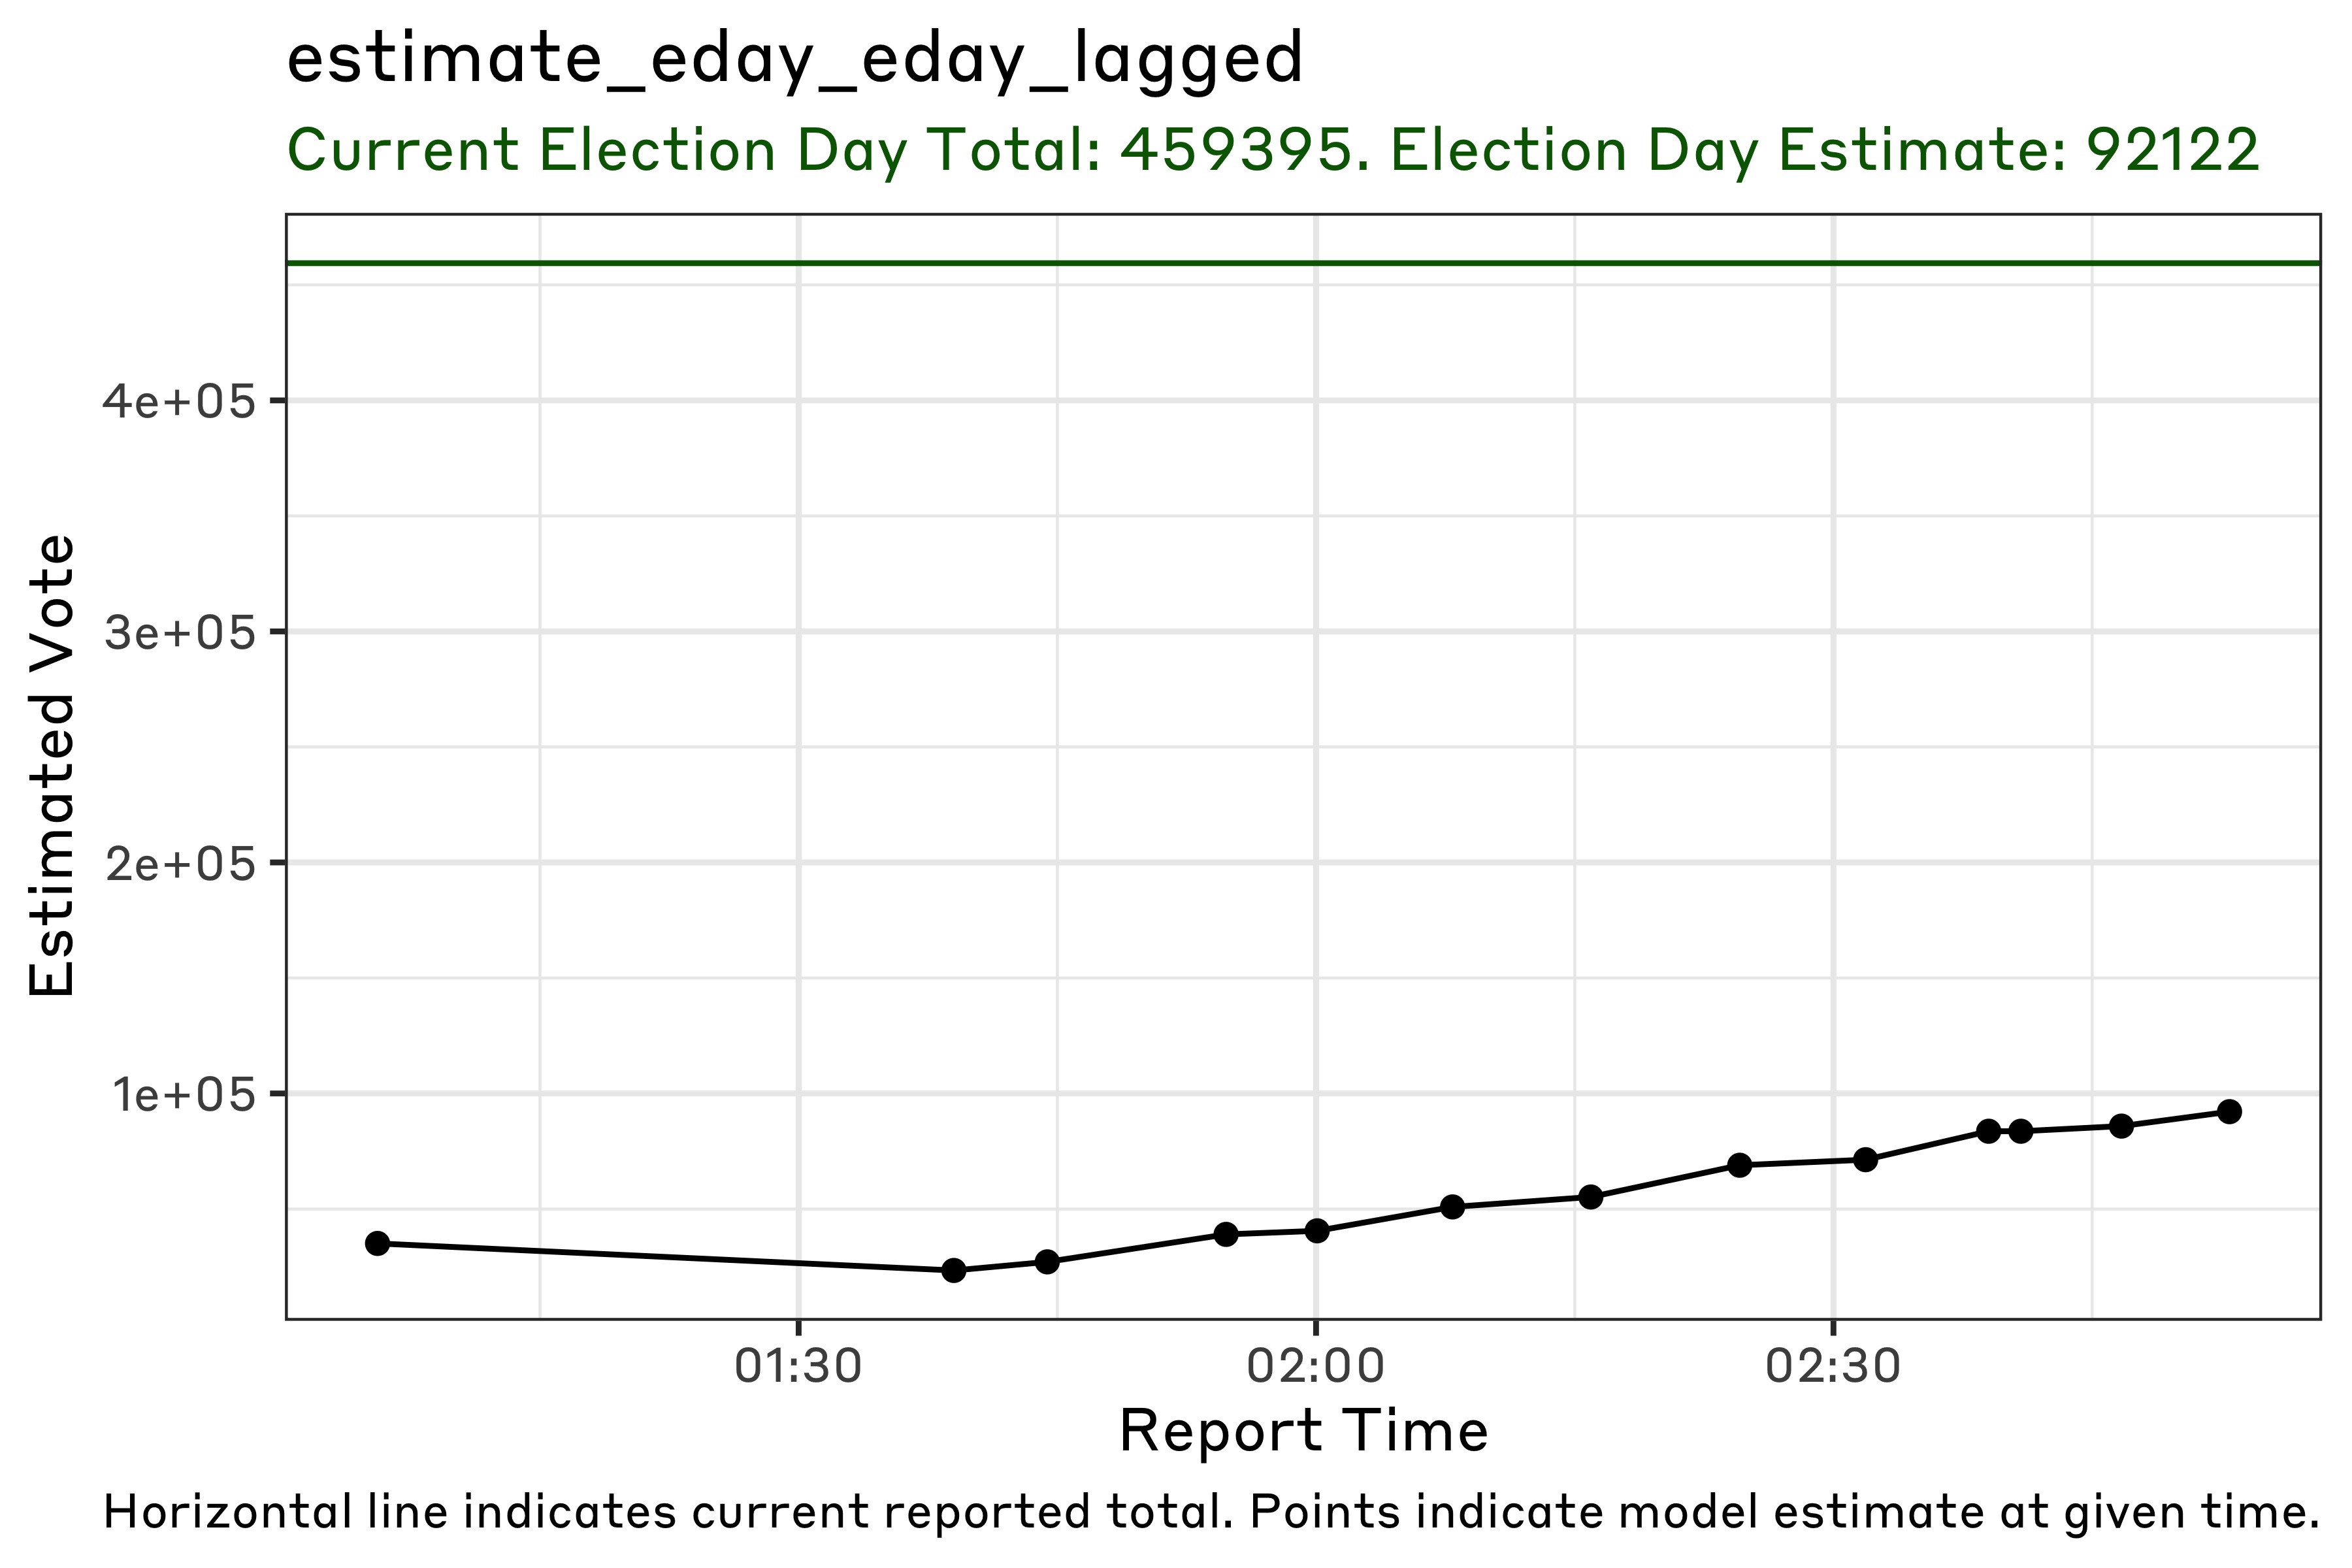 estimate_eday_eday_lagged
Current Election Day Total: 459395. Election Day Estimate: 92122
Estimated Vote
4e+05
3e+05
2e+05
1e+05
01:30 02:00 02:30
Report Time
Horizontal line indicates current reported total. Points indicate model estimate at given time.